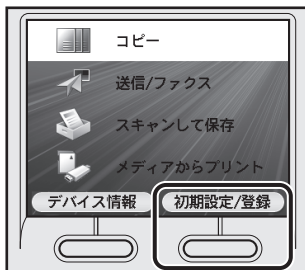 コピー
送信/ファクス
スキャンして保存
メディアからプリント
デバイス情報 初期設定/登録